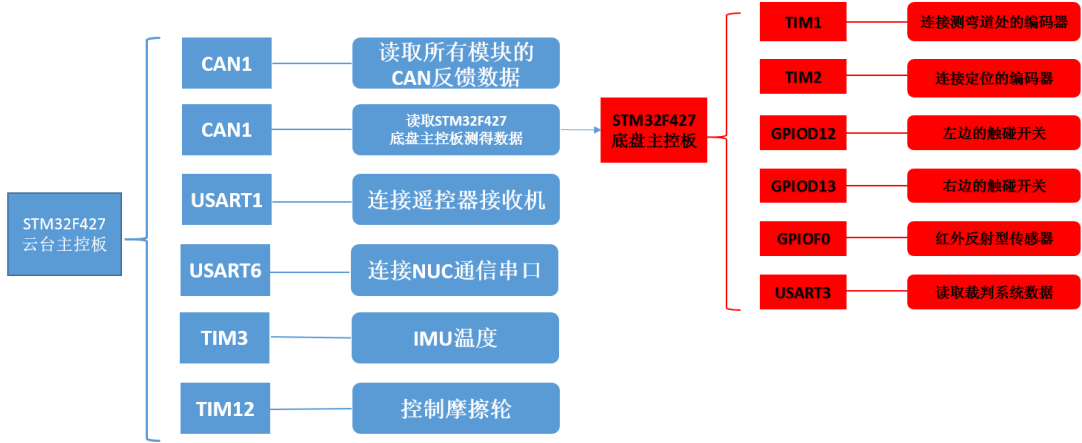 STM32F427
云台主控板
CAN1
读取所有模块的
CAN反馈数据
CAN1
读取STM32F427
底盘主控板测得数据
USART1
连接遥控器接收机
USART6
连接NUC通信串口
TIM3
IMU温度
TIM12
控制摩擦轮
STM32F427
底盘主控板
TIM1
连接测弯道处的编码器
TIM2
连接定位的编码器
GPIOD12
左边的触碰开关
GPIOD13
右边的触碰开关
GPIOF0
红外反射型传感器
USART3
读取裁判系统数据